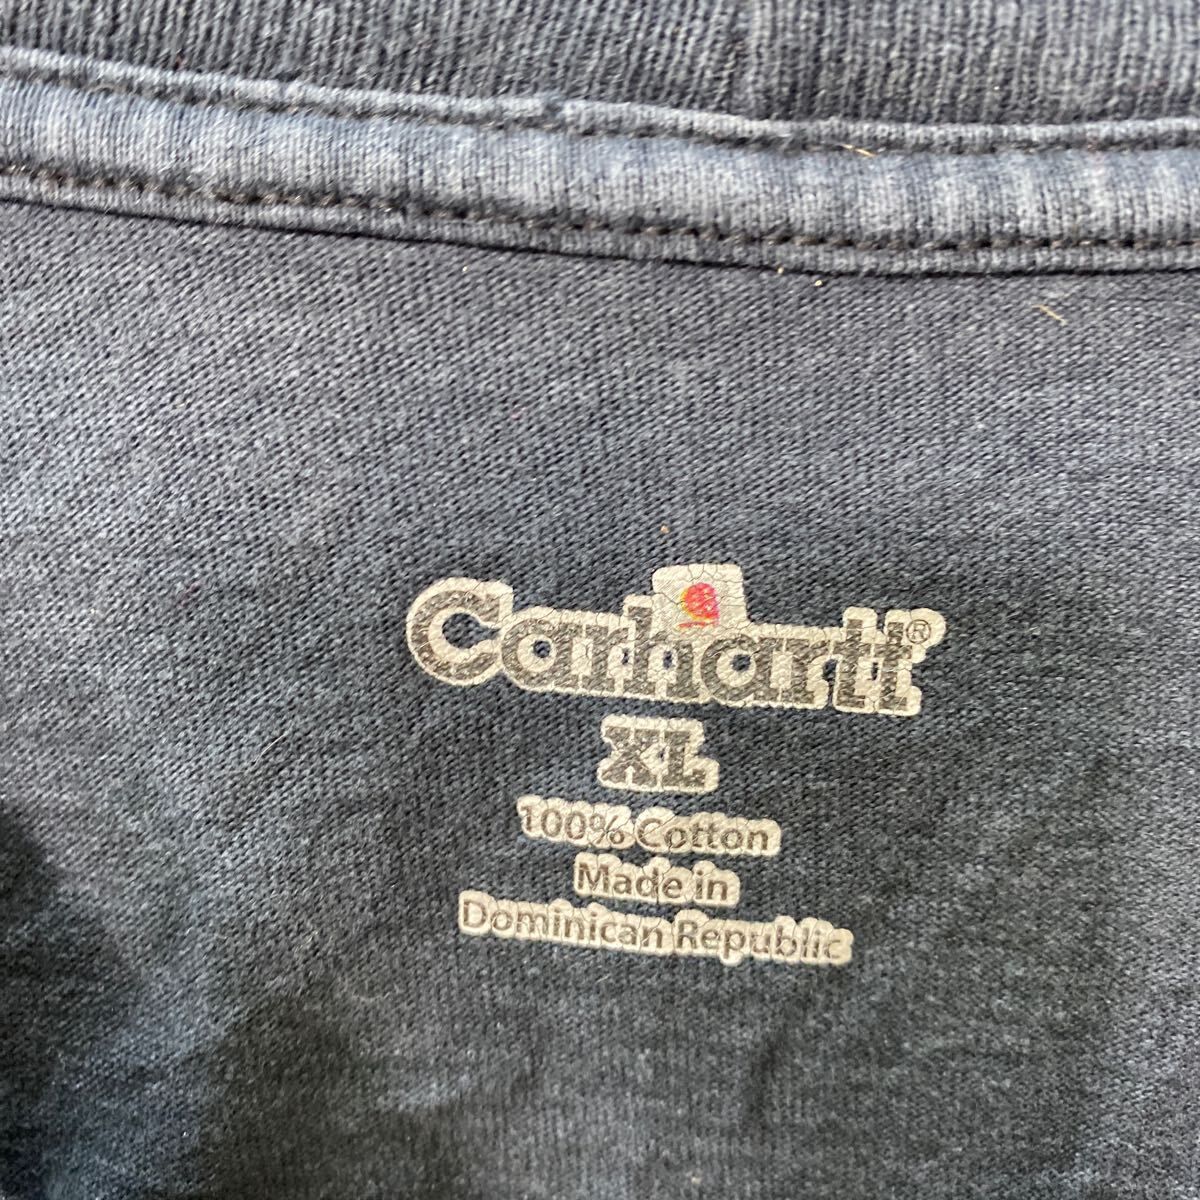 Carhartt®
XL
100% Cotton
Made in
Dominican Republic